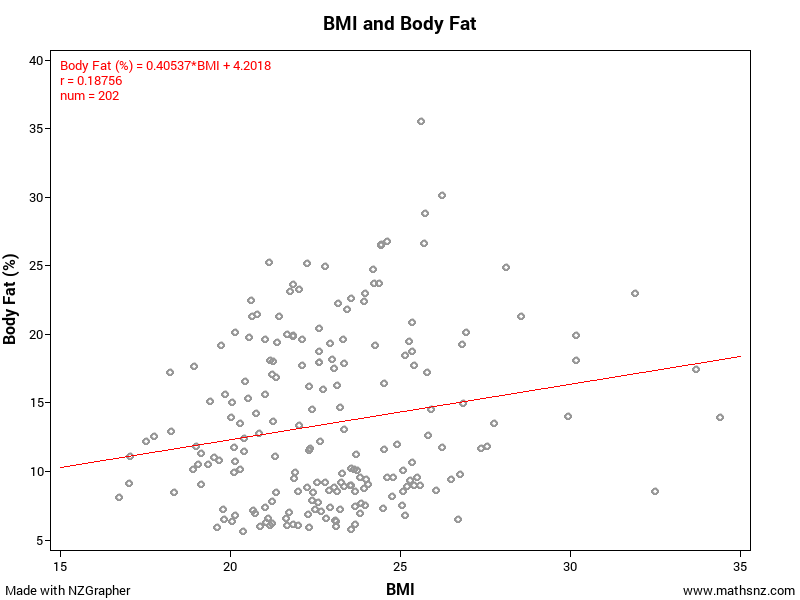 BMI and Body Fat
Body Fat (%) = 0.40537*BMI + 4.2018
r = 0.18756
num = 202
40
35
30
25
20
15
10
5
Body Fat (%)
15 20 25 30 35
BMI
Made with NZGrapher
www.mathsnz.com